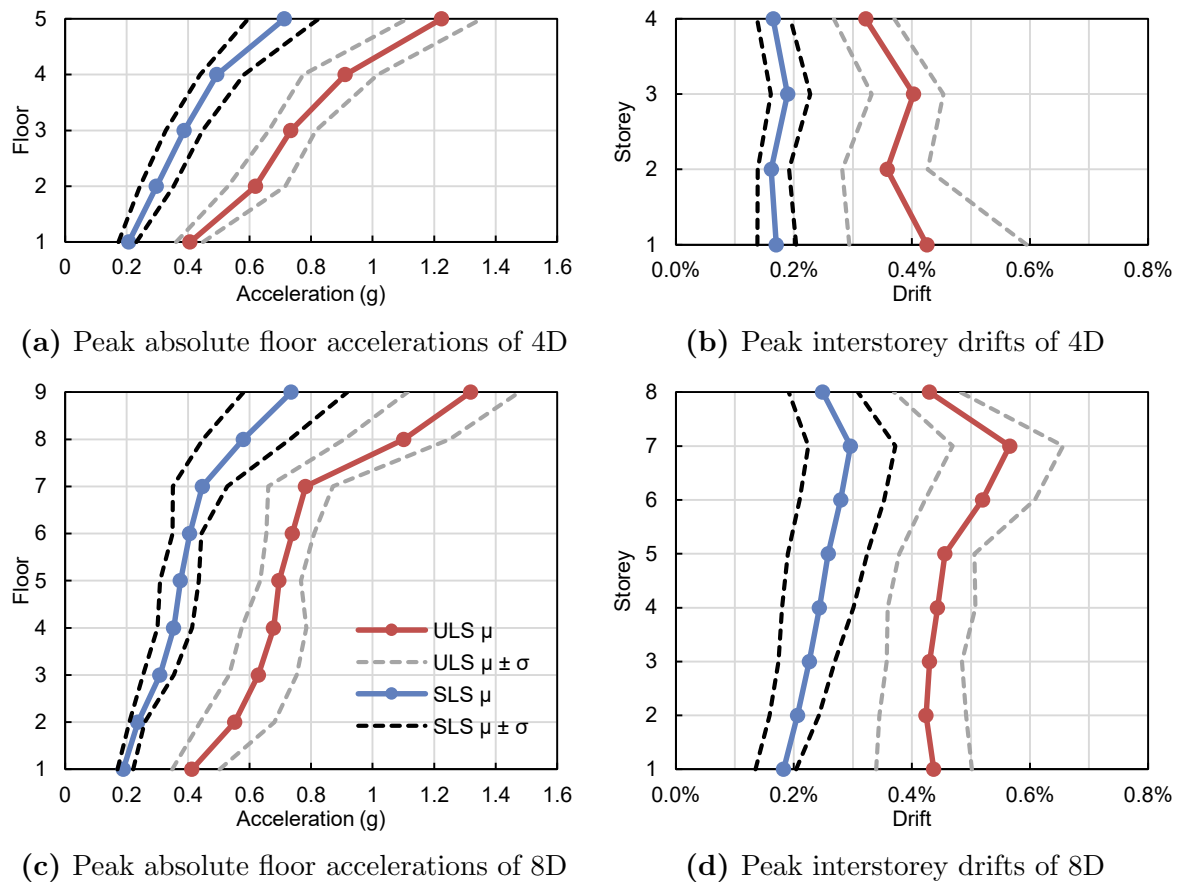 5
4
3
2
1
Floor
0 0.2 0.4 0.6 0.8 1 1.2 1.4 1.6
Acceleration (g)
(a) Peak absolute floor accelerations of 4D
4
3
2
1
Storey
0.0% 0.2% 0.4% 0.6% 0.8%
Drift
(b) Peak interstorey drifts of 4D
9
8
7
6
5
4
3
2
1
Floor
ULS μ
ULS μ ± σ
SLS μ
SLS μ ± σ
0 0.2 0.4 0.6 0.8 1 1.2 1.4 1.6
Acceleration (g)
(c) Peak absolute floor accelerations of 8D
8
7
6
5
4
3
2
1
Storey
0.0% 0.2% 0.4% 0.6% 0.8%
Drift
(d) Peak interstorey drifts of 8D